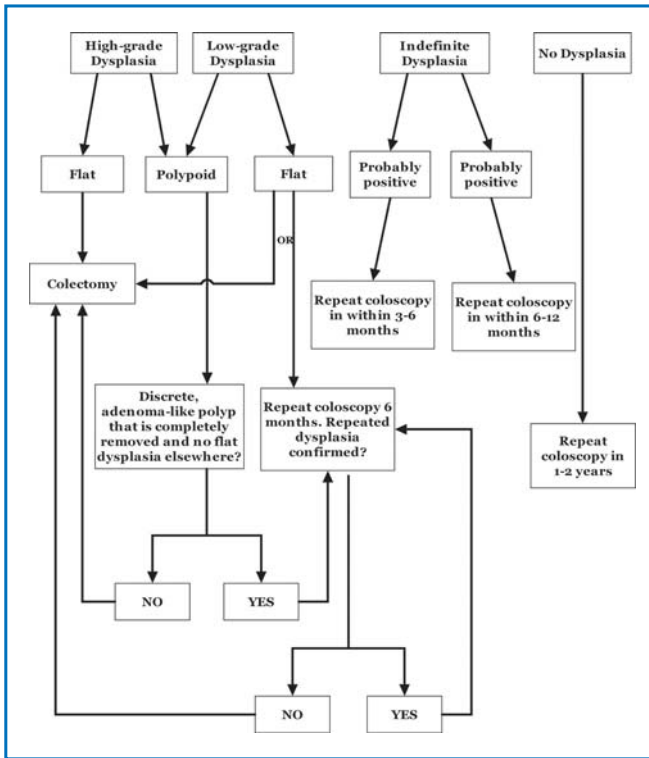 High-grade
Dysplasia
Low-grade
Dysplasia
Indefinite
Dysplasia
No Dysplasia
Flat
Polypoid
Flat
Probably
positive
Probably
positive
OR
Colectomy
Repeat coloscopy
in within 3-6
months
Repeat coloscopy
in within 6-12
months
Discrete,
adenoma-like polyp
that is completely
removed and no flat
dysplasia elsewhere?
Repeat coloscopy 6
months. Repeated
dysplasia
confirmed?
Repeat
coloscopy in
1-2 years
NO
YES
NO
YES